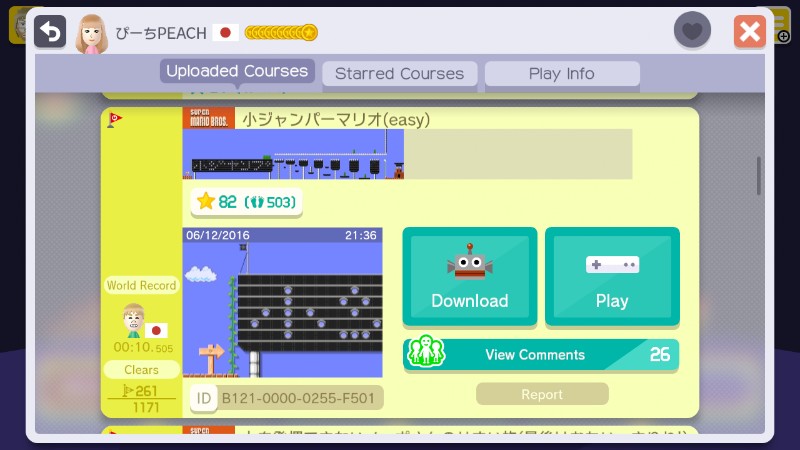 ぴーちPEACH
Uploaded Courses
Starred Courses
Play Info
SUPER
MARIO BROS.
小ジャンパーマリオ(easy)
82 (503)
06/12/2016 21:36
World Record
00:10.505
Clears
261
1171
Download
Play
View Comments 26
ID B121-0000-0255-F501
Report
SUPER